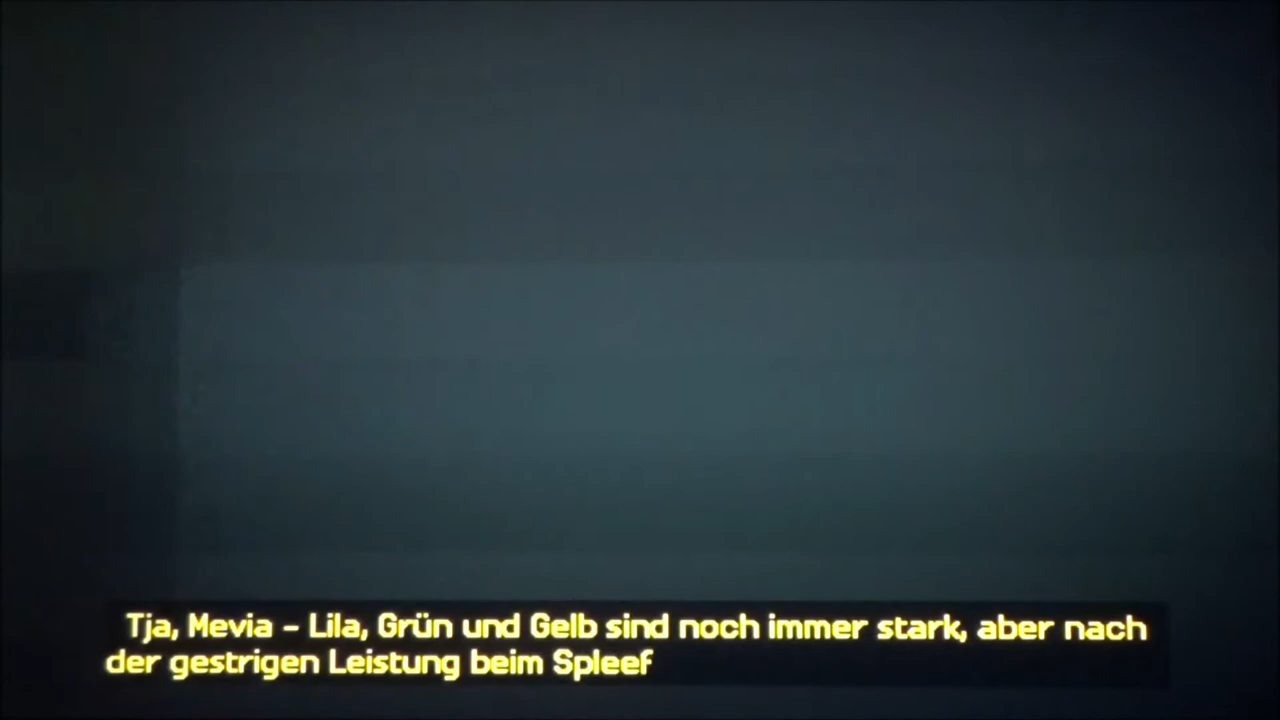 Tja, Mevia – Lila, Grün und Gelb sind noch immer stark, aber nach
der gestrigen Leistung beim Spleef